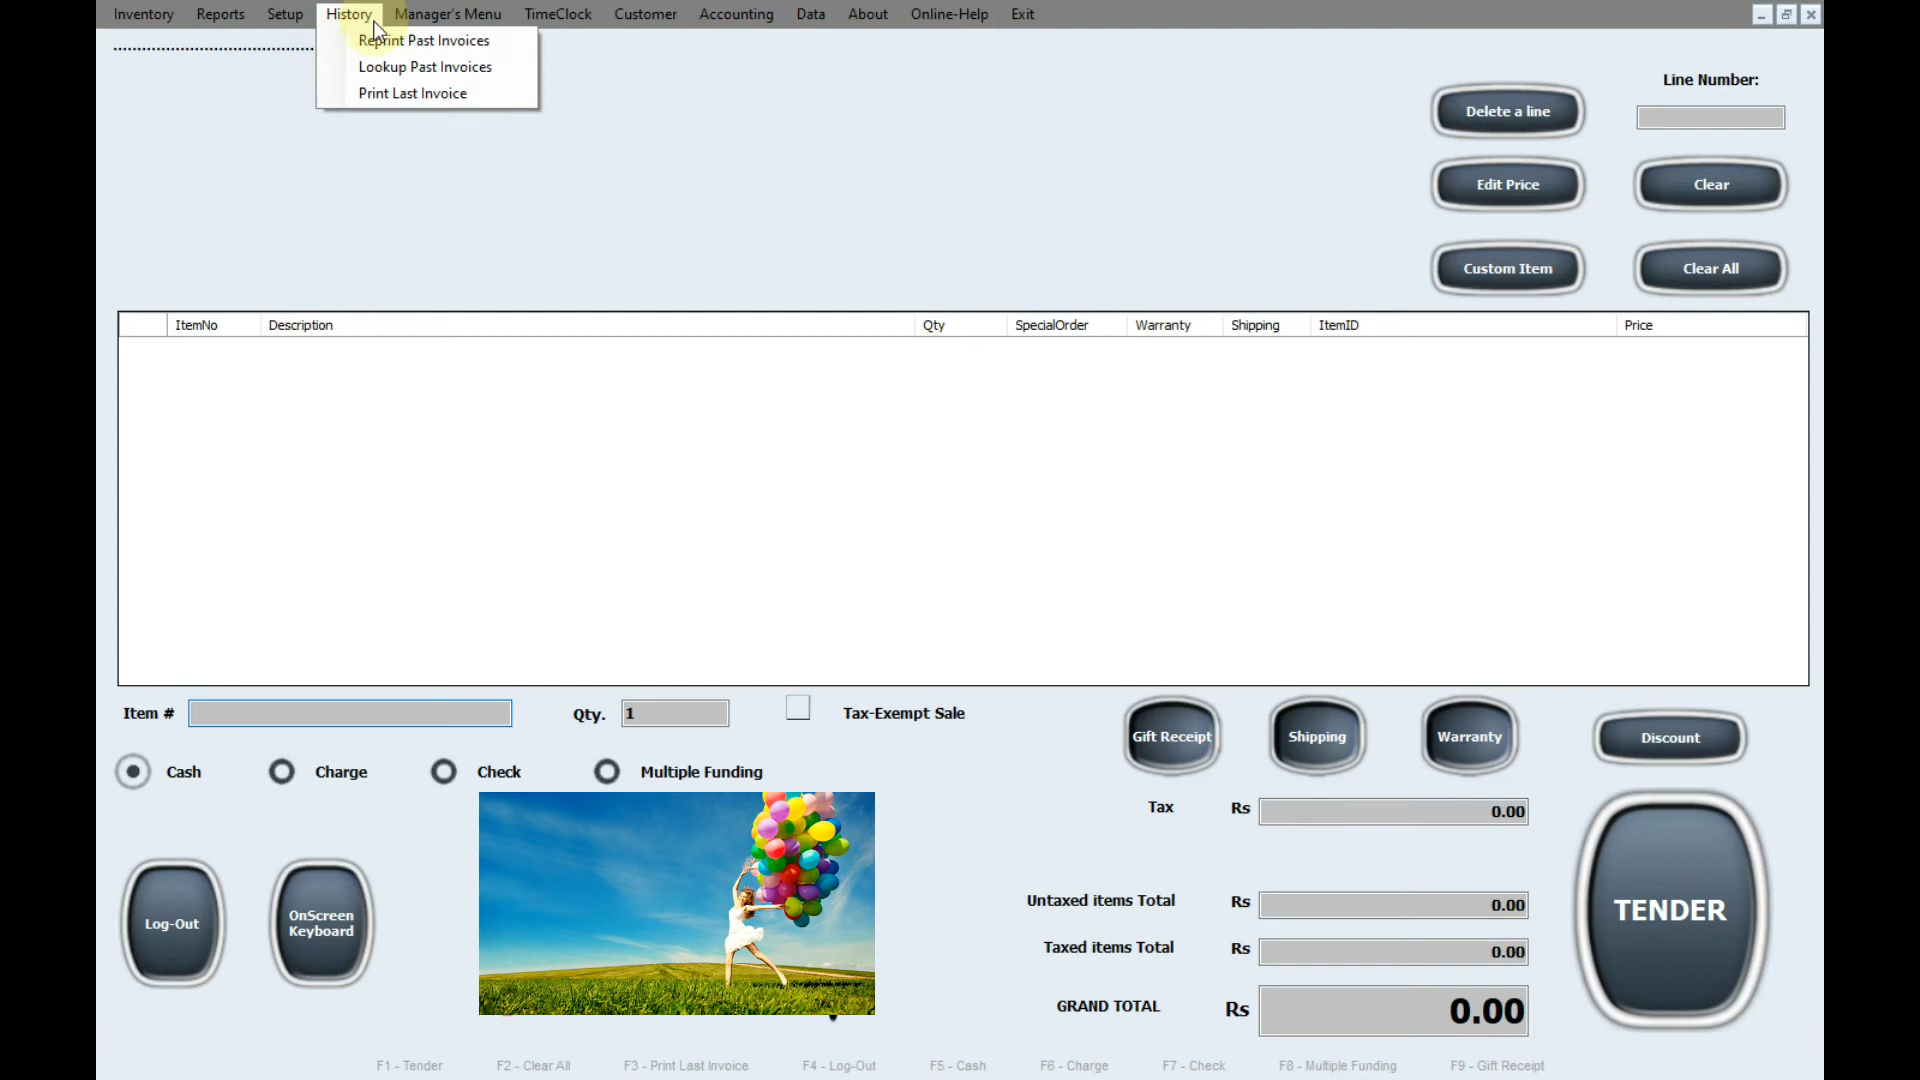 Inventory Reports Setup History Manager's Menu TimeClock Customer Accounting Data About Online-Help Exit
Reprint Past Invoices
Lookup Past Invoices
Print Last Invoice
Line Number:
Delete a line
Edit Price Clear
Custom Item Clear All
ItemNo Description Qty SpecialOrder Warranty Shipping ItemID Price
Item # Qty. 1 Tax-Exempt Sale
Gift Receipt Shipping Warranty Discount
Cash Charge Check Multiple Funding
Tax Rs 0.00
Untaxed items Total Rs 0.00
Taxed items Total Rs 0.00
GRAND TOTAL Rs 0.00
Log-Out
OnScreen
Keyboard
TENDER
F1 - Tender F2 - Clear All F3 - Print Last Invoice F4 - Log-Out F5 - Cash F6 - Charge F7 - Check F8 - Multiple Funding F9 - Gift Receipt